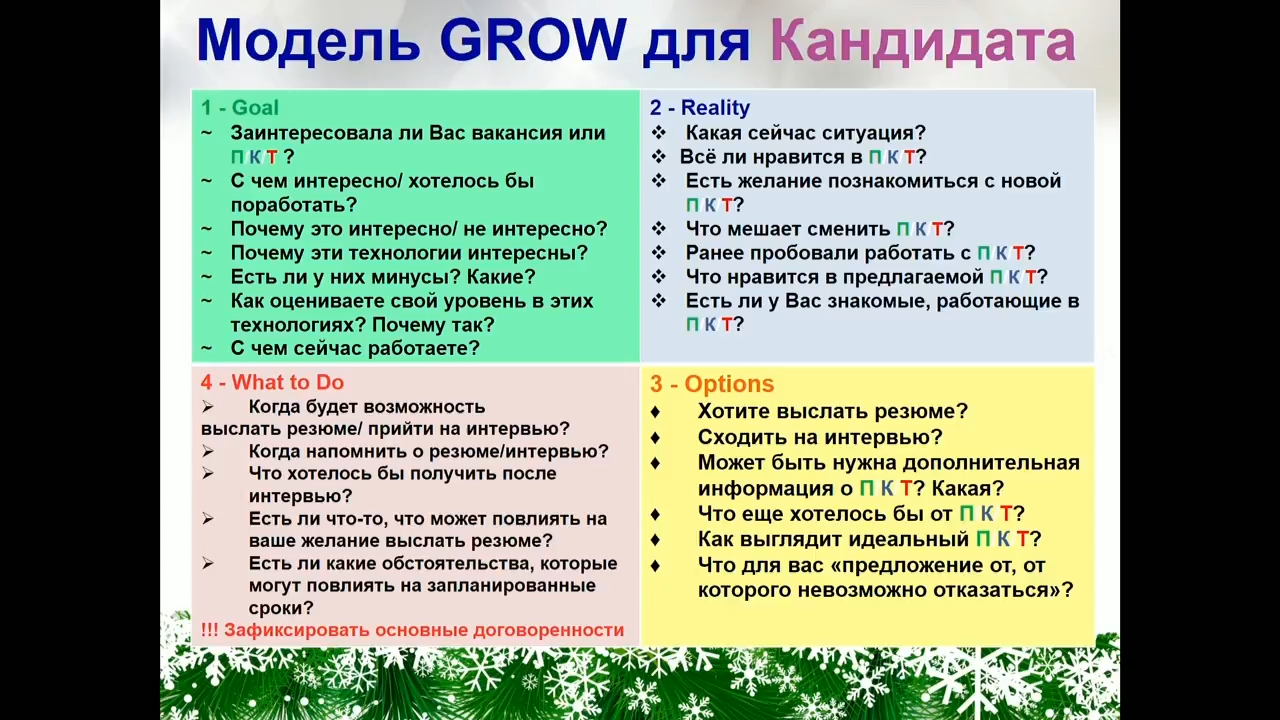 Модель GROW для Кандидата
1 - Goal
~ Заинтересовала ли Вас вакансия или
П К Т ?
~ С чем интересно/ хотелось бы
поработать?
~ Почему это интересно/ не интересно?
~ Почему эти технологии интересны?
~ Есть ли у них минусы? Какие?
~ Как оцениваете свой уровень в этих
технологиях? Почему так?
~ С чем сейчас работаете?
2 - Reality
❖ Какая сейчас ситуация?
❖ Всё ли нравится в П К Т?
❖ Есть желание познакомиться с новой
П К Т?
❖ Что мешает сменить П К Т?
❖ Ранее пробовали работать с П К Т?
❖ Что нравится в предлагаемой П К Т?
❖ Есть ли у Вас знакомые, работающие в
П К Т?
4 - What to Do
➢ Когда будет возможность
выслать резюме/ прийти на интервью?
➢ Когда напомнить о резюме/интервью?
➢ Что хотелось бы получить после
интервью?
➢ Есть ли что-то, что может повлиять на
ваше желание выслать резюме?
➢ Есть ли какие обстоятельства, которые
могут повлиять на запланированные
сроки?
!!! Зафиксировать основные договоренности
3 - Options
♦ Хотите выслать резюме?
♦ Сходить на интервью?
♦ Может быть нужна дополнительная
информация о П К Т? Какая?
♦ Что еще хотелось бы от П К Т?
♦ Как выглядит идеальный П К Т?
♦ Что для вас «предложение от, от
которого невозможно отказаться»?